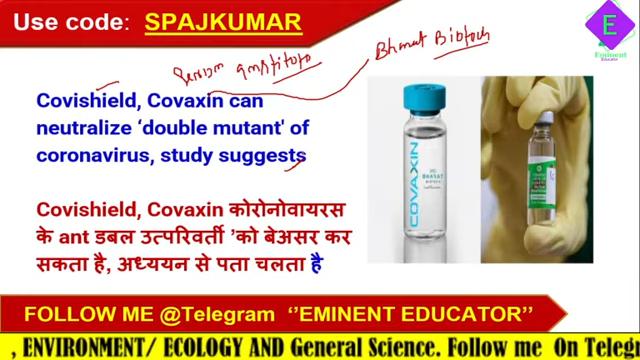 Use code: SPAJKUMAR
E
Eminent
Educator
Serum Institute
Bharat Biotech
Covishield, Covaxin can
neutralize ‘double mutant' of
coronavirus, study suggests
Covishield, Covaxin कोरोनोवायरस
के ant डबल उत्परिवर्ती ’को बेअसर कर
सकता है, अध्ययन से पता चलता है
COVAXIN
BHARAT
BIOTECH
FOLLOW ME @Telegram ‘’EMINENT EDUCATOR’’
, ENVIRONMENT/ ECOLOGY AND General Science. Follow me On Teleg